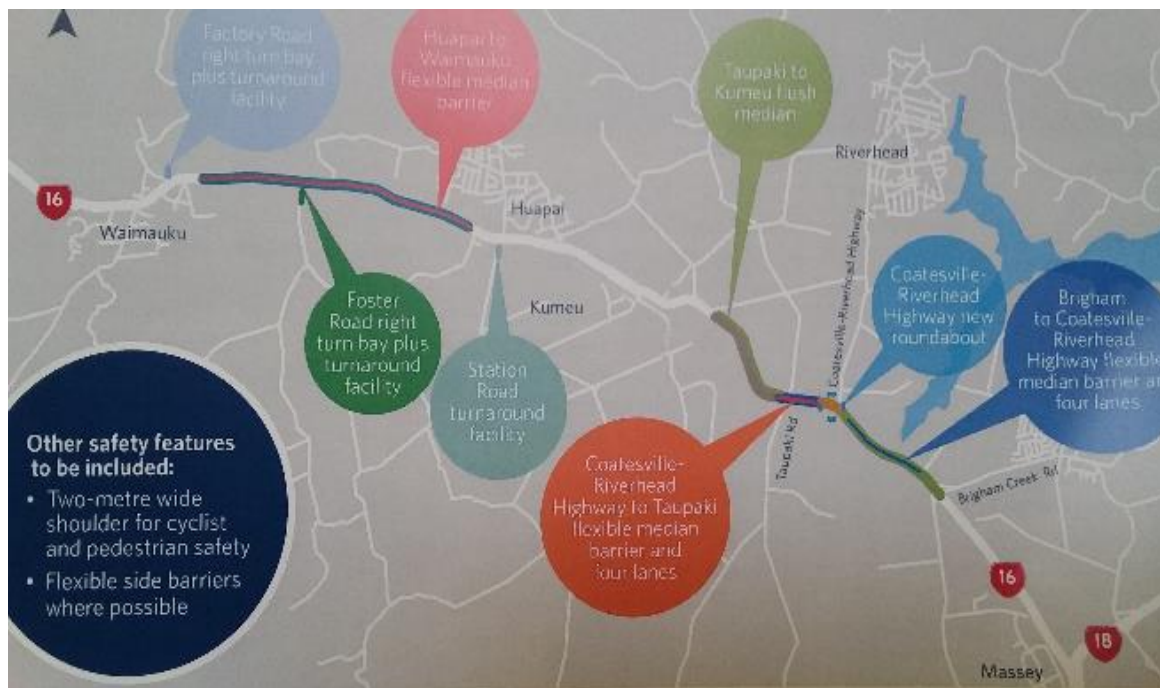 Factory Road
right turn bay
plus turnaround
facility
Huapai to
Waimauku
flexible median
barrier
Taupaki to
Kumeu flush
median
Riverhead
16
Waimauku
Huapai
Kumeu
Foster
Road right
turn bay plus
turnaround
facility
Station
Road
turnaround
facility
Coatesville-Riverhead Highway
Coatesville-
Riverhead
Highway new
roundabout
Brigham
to Coatesville-
Riverhead
Highway flexible
median barrier
four lanes
Taupaki Rd
Coatesville-
Riverhead
Highway to Taupaki
flexible median
barrier and
four lanes
Brigham Creek Rd
Other safety features
to be included:
• Two-metre wide
shoulder for cyclist
and pedestrian safety
• Flexible side barriers
where possible
16
18
Massey